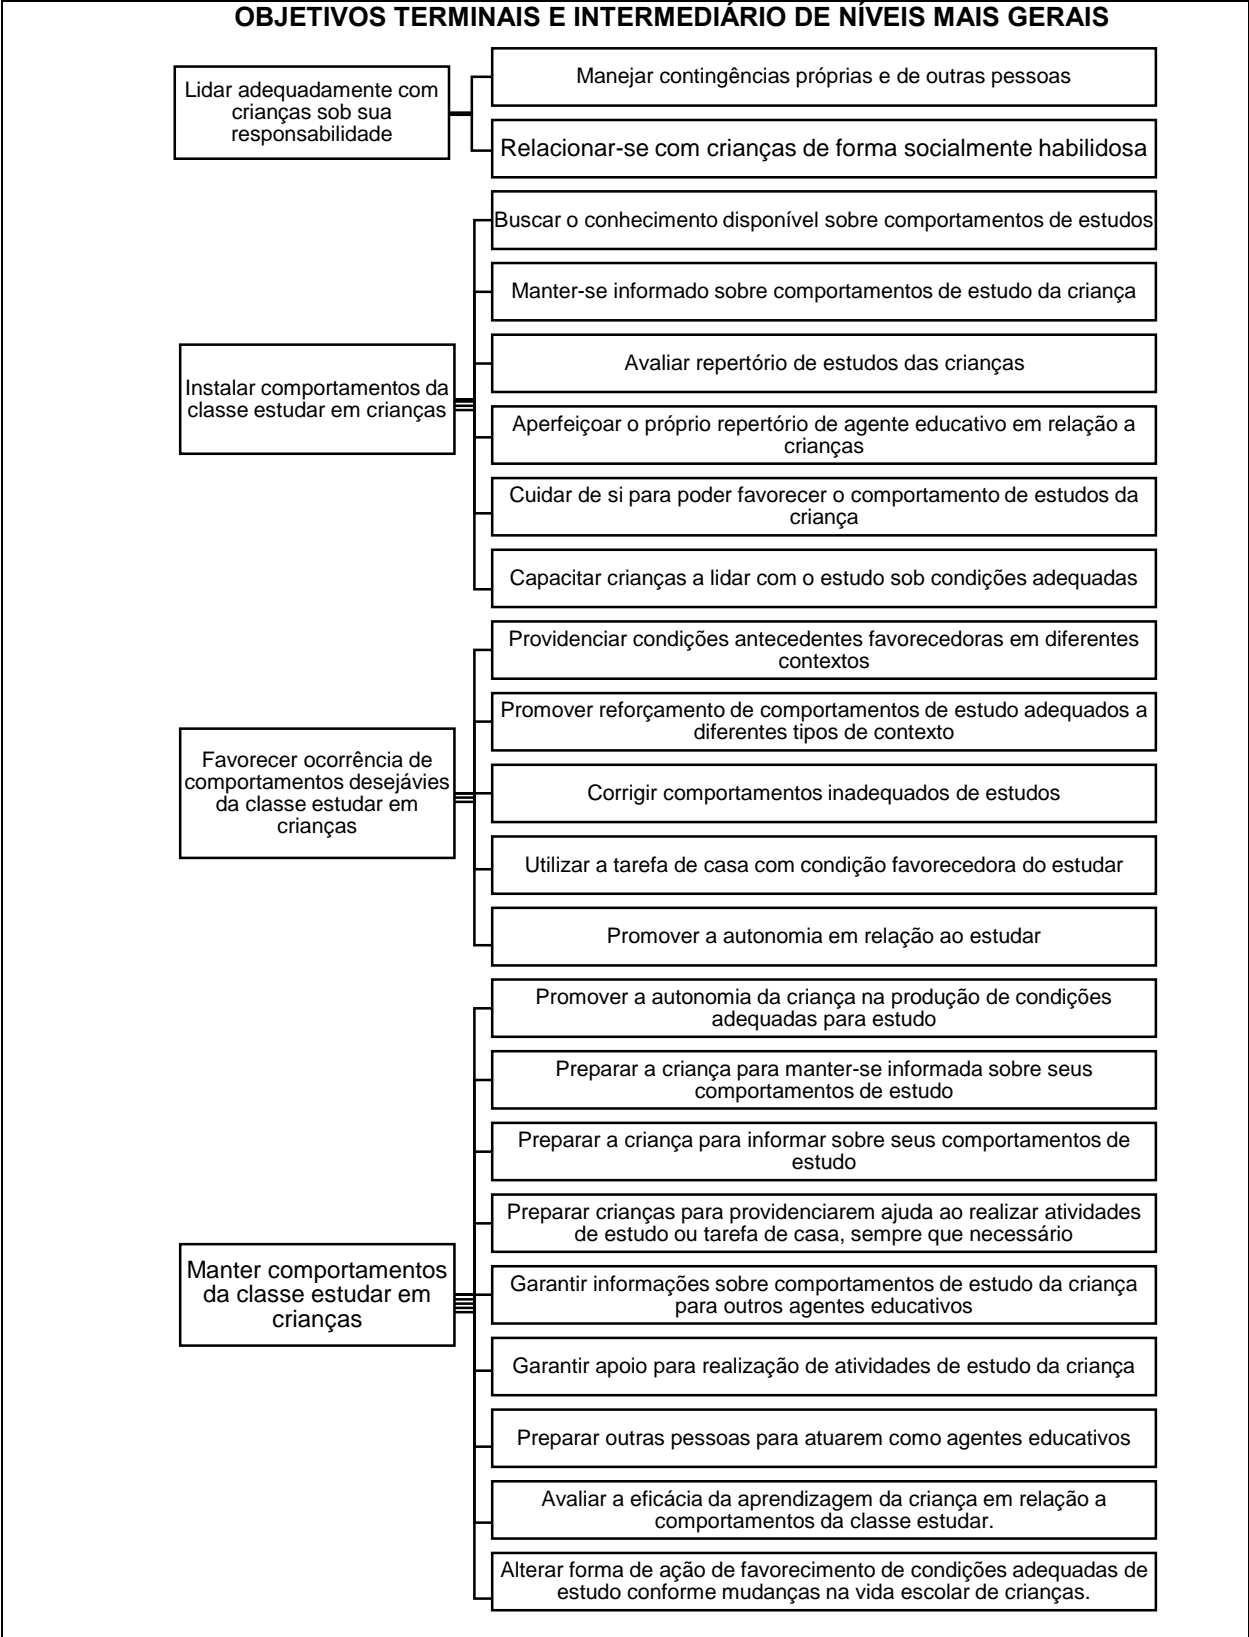 OBJETIVOS TERMINAIS E INTERMEDIÁRIO DE NÍVEIS MAIS GERAIS
Lidar adequadamente com
crianças sob sua
responsabilidade
Manejar contingências próprias e de outras pessoas
Relacionar-se com crianças de forma socialmente habilidosa
Instalar comportamentos da
classe estudar em crianças
Buscar o conhecimento disponível sobre comportamentos de estudos
Manter-se informado sobre comportamentos de estudo da criança
Avaliar repertório de estudos das crianças
Aperfeiçoar o próprio repertório de agente educativo em relação a
crianças
Cuidar de si para poder favorecer o comportamento de estudos da
criança
Capacitar crianças a lidar com o estudo sob condições adequadas
Favorecer ocorrência de
comportamentos desejávies
da classe estudar em
crianças
Providenciar condições antecedentes favorecedoras em diferentes
contextos
Promover reforçamento de comportamentos de estudo adequados a
diferentes tipos de contexto
Corrigir comportamentos inadequados de estudos
Utilizar a tarefa de casa com condição favorecedora do estudar
Promover a autonomia em relação ao estudar
Manter comportamentos
da classe estudar em
crianças
Promover a autonomia da criança na produção de condições
adequadas para estudo
Preparar a criança para manter-se informada sobre seus
comportamentos de estudo
Preparar a criança para informar sobre seus comportamentos de
estudo
Preparar crianças para providenciarem ajuda ao realizar atividades
de estudo ou tarefa de casa, sempre que necessário
Garantir informações sobre comportamentos de estudo da criança
para outros agentes educativos
Garantir apoio para realização de atividades de estudo da criança
Preparar outras pessoas para atuarem como agentes educativos
Avaliar a eficácia da aprendizagem da criança em relação a
comportamentos da classe estudar.
Alterar forma de ação de favorecimento de condições adequadas de
estudo conforme mudanças na vida escolar de crianças.